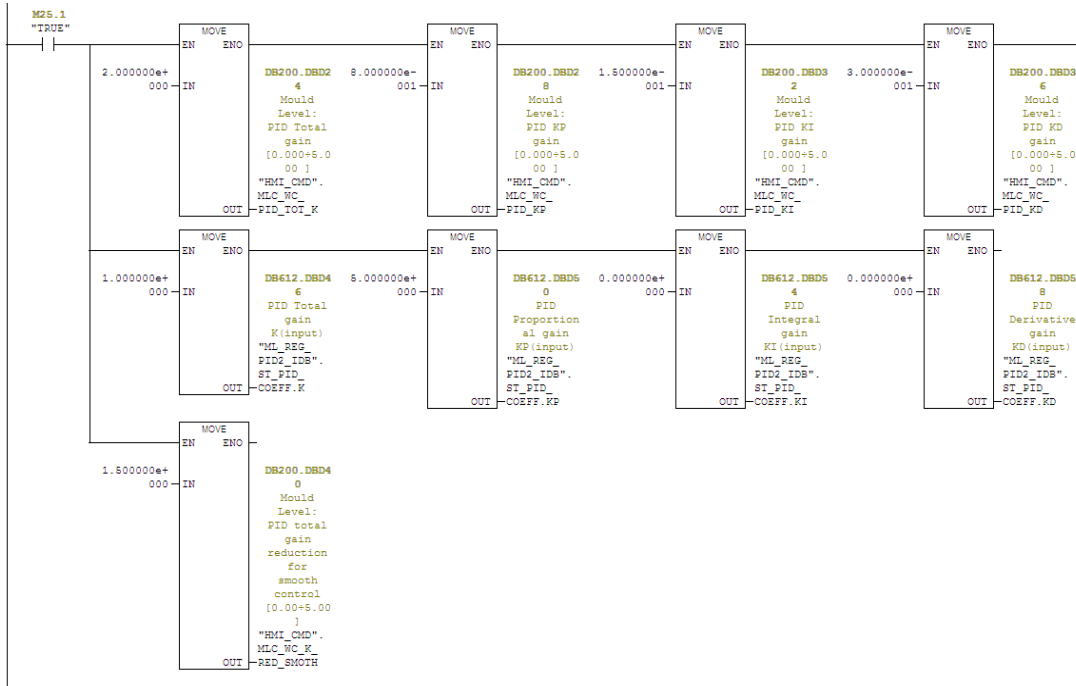 M25.1
"TRUE"
MOVE
EN ENO
2.000000e+
000 IN
DB200.DBD2
4
Mould
Level:
PID Total
gain
[0.000÷5.0
00 ]
"HMI_CMD".
MLC_WC_
OUT PID_TOT_K
MOVE
EN ENO
8.000000e-
001 IN
DB200.DBD2
8
Mould
Level:
PID KP
gain
[0.000÷5.0
00 ]
"HMI_CMD".
MLC_WC_
OUT PID_KP
MOVE
EN ENO
1.500000e-
001 IN
DB200.DBD3
2
Mould
Level:
PID KI
gain
[0.000÷5.0
00 ]
"HMI_CMD".
MLC_WC_
OUT PID_KI
MOVE
EN ENO
3.000000e-
001 IN
DB200.DBD3
6
Mould
Level:
PID KD
gain
[0.000÷5.0
00 ]
"HMI_CMD".
MLC_WC_
OUT PID_KD
MOVE
EN ENO
1.000000e+
000 IN
DB612.DBD4
6
PID Total
gain
K(input)
"ML_REG_
PID2_IDB".
ST_PID_
OUT COEFF.K
MOVE
EN ENO
5.000000e+
000 IN
DB612.DBD5
0
PID
Proportion
al gain
KP(input)
"ML_REG_
PID2_IDB".
ST_PID_
OUT COEFF.KP
MOVE
EN ENO
0.000000e+
000 IN
DB612.DBD5
4
PID
Integral
gain
KI(input)
"ML_REG_
PID2_IDB".
ST_PID_
OUT COEFF.KI
MOVE
EN ENO
0.000000e+
000 IN
DB612.DBD5
8
PID
Derivative
gain
KD(input)
"ML_REG_
PID2_IDB".
ST_PID_
OUT COEFF.KD
MOVE
EN ENO
1.500000e+
000 IN
DB200.DBD4
0
Mould
Level:
PID total
gain
reduction
for
smooth
control
[0.00÷5.00
]
"HMI_CMD".
MLC_WC_K_
OUT RED_SMOTH